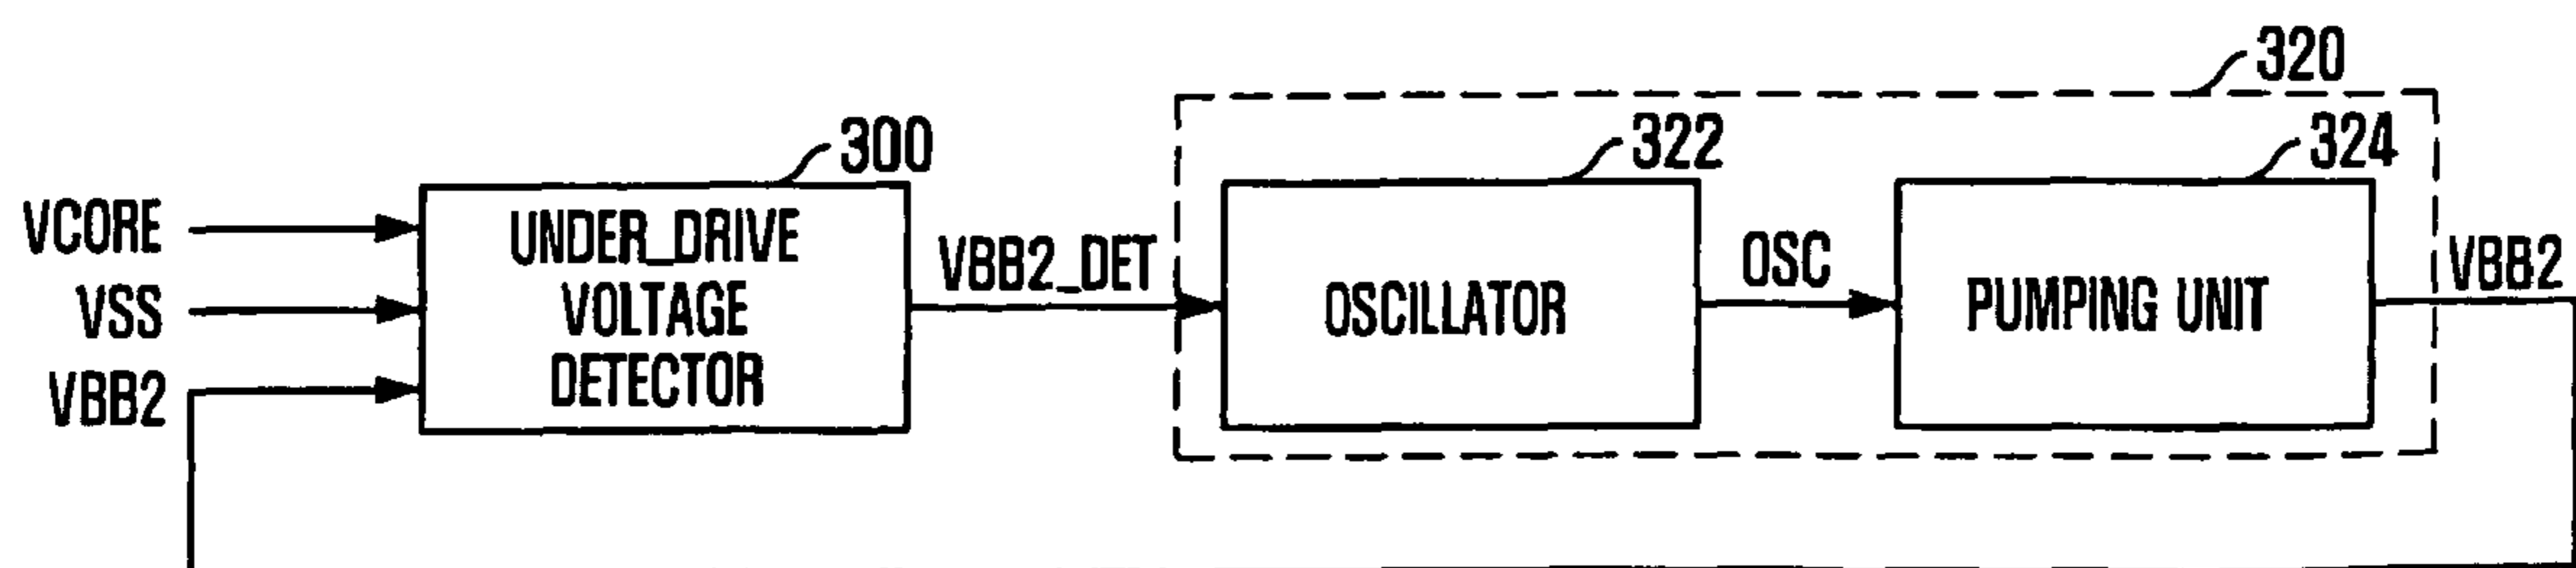 320
300
322
324
VCORE
VSS
VBB2
UNDER_DRIVE
VOLTAGE
DETECTOR
VBB2_DET
OSCILLATOR
OSC
PUMPING UNIT
VBB2